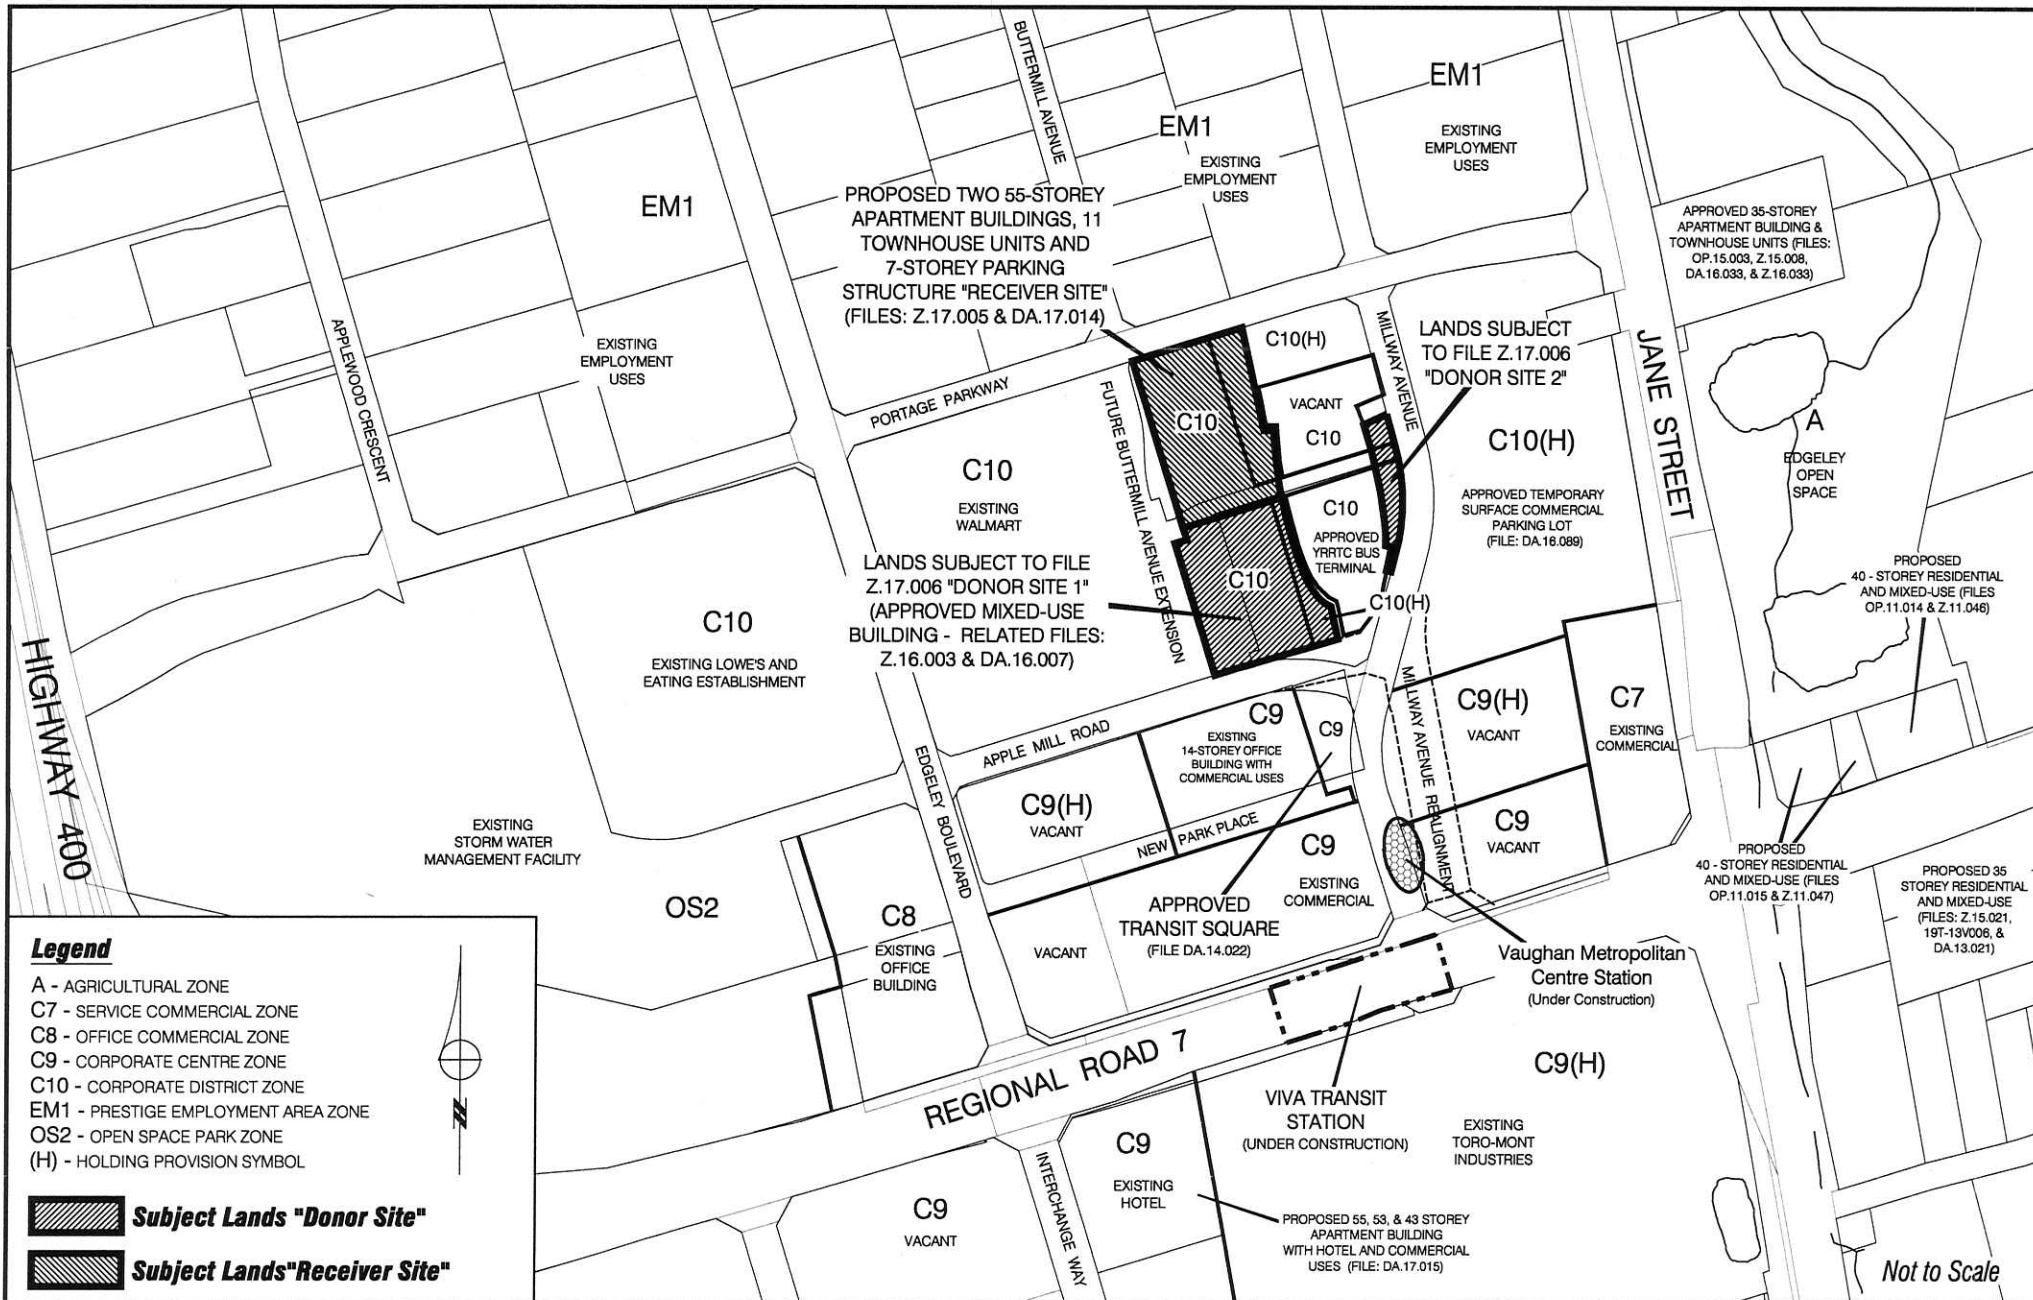 BUTTERMILL AVENUE
EM1
EM1
EXISTING
EMPLOYMENT
USES
EXISTING
EMPLOYMENT
USES
EM1
PROPOSED TWO 55-STOREY
APARTMENT BUILDINGS, 11
TOWNHOUSE UNITS AND
7-STOREY PARKING
STRUCTURE "RECEIVER SITE"
(FILES: Z.17.005 & DA.17.014)
APPROVED 35-STOREY
APARTMENT BUILDING &
TOWNHOUSE UNITS (FILES:
OP.15.003, Z.15.008,
DA.16.033, & Z.16.033)
APPLEWOOD CRESCENT
EXISTING
EMPLOYMENT
USES
PORTAGE PARKWAY
FUTURE BUTTERMILL AVENUE EXTENSION
C10(H)
MILLWAY AVENUE
LANDS SUBJECT
TO FILE Z.17.006
"DONOR SITE 2"
JANE STREET
C10
VACANT
C10
C10(H)
APPROVED TEMPORARY
SURFACE COMMERCIAL
PARKING LOT
(FILE: DA.16.089)
A
EDGELEY
OPEN
SPACE
C10
EXISTING
WALMART
C10
APPROVED
YRRTC BUS
TERMINAL
LANDS SUBJECT TO FILE
Z.17.006 "DONOR SITE 1"
(APPROVED MIXED-USE
BUILDING - RELATED FILES:
Z.16.003 & DA.16.007)
C10
C10(H)
PROPOSED
40 - STOREY RESIDENTIAL
AND MIXED-USE (FILES
OP.11.014 & Z.11.046)
C10
EXISTING LOWE'S AND
EATING ESTABLISHMENT
HIGHWAY 400
APPLE MILL ROAD
EDGELEY BOULEVARD
C9
EXISTING
14-STOREY OFFICE
BUILDING WITH
COMMERCIAL USES
C9
MILLWAY AVENUE REALIGNMENT
C9(H)
VACANT
C7
EXISTING
COMMERCIAL
C9(H)
VACANT
NEW PARK PLACE
C9
EXISTING
COMMERCIAL
C9
VACANT
EXISTING
STORM WATER
MANAGEMENT FACILITY
OS2
C8
EXISTING
OFFICE
BUILDING
VACANT
APPROVED
TRANSIT SQUARE
(FILE DA.14.022)
PROPOSED
40 - STOREY RESIDENTIAL
AND MIXED-USE (FILES
OP.11.015 & Z.11.047)
PROPOSED 35
STOREY RESIDENTIAL
AND MIXED-USE
(FILES: Z.15.021,
19T-13V006, &
DA.13.021)
Vaughan Metropolitan
Centre Station
(Under Construction)
REGIONAL ROAD 7
VIVA TRANSIT
STATION
(UNDER CONSTRUCTION)
C9(H)
EXISTING
TORO-MONT
INDUSTRIES
C9
EXISTING
HOTEL
INTERCHANGE WAY
C9
VACANT
PROPOSED 55, 53, & 43 STOREY
APARTMENT BUILDING
WITH HOTEL AND COMMERCIAL
USES (FILE: DA.17.015)
Legend
A - AGRICULTURAL ZONE
C7 - SERVICE COMMERCIAL ZONE
C8 - OFFICE COMMERCIAL ZONE
C9 - CORPORATE CENTRE ZONE
C10 - CORPORATE DISTRICT ZONE
EM1 - PRESTIGE EMPLOYMENT AREA ZONE
OS2 - OPEN SPACE PARK ZONE
(H) - HOLDING PROVISION SYMBOL
N
Subject Lands "Donor Site"
Subject Lands"Receiver Site"
Not to Scale